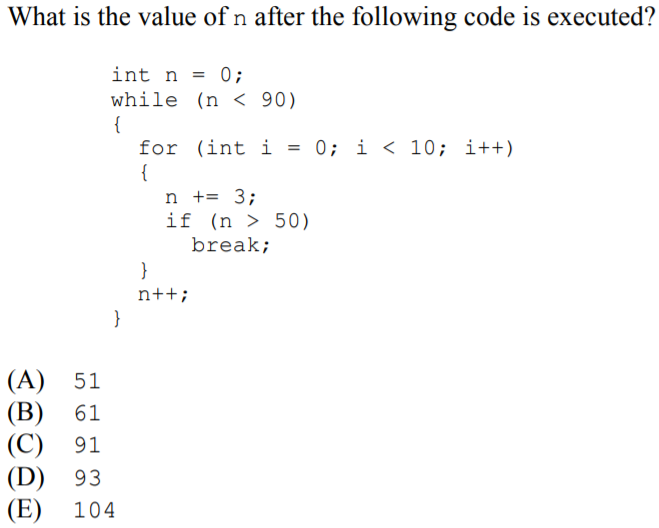 What is the value of n after the following code is executed?
int n = 0;
while (n < 90)
{
for (int i = 0; i < 10; i++)
{
n += 3;
if (n > 50)
break;
}
n++;
}
(A) 51
(B) 61
(C) 91
(D) 93
(E) 104